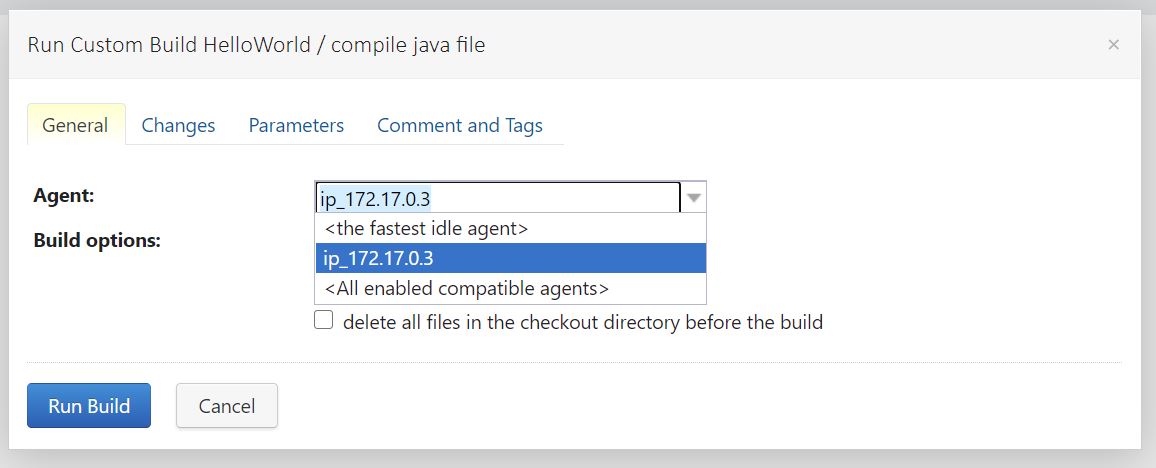 Run Custom Build HelloWorld / compile java file
×
General Changes Parameters Comment and Tags
Agent: ip_172.17.0.3
<the fastest idle agent>
Build options:
ip_172.17.0.3
<All enabled compatible agents>
delete all files in the checkout directory before the build
Run Build Cancel